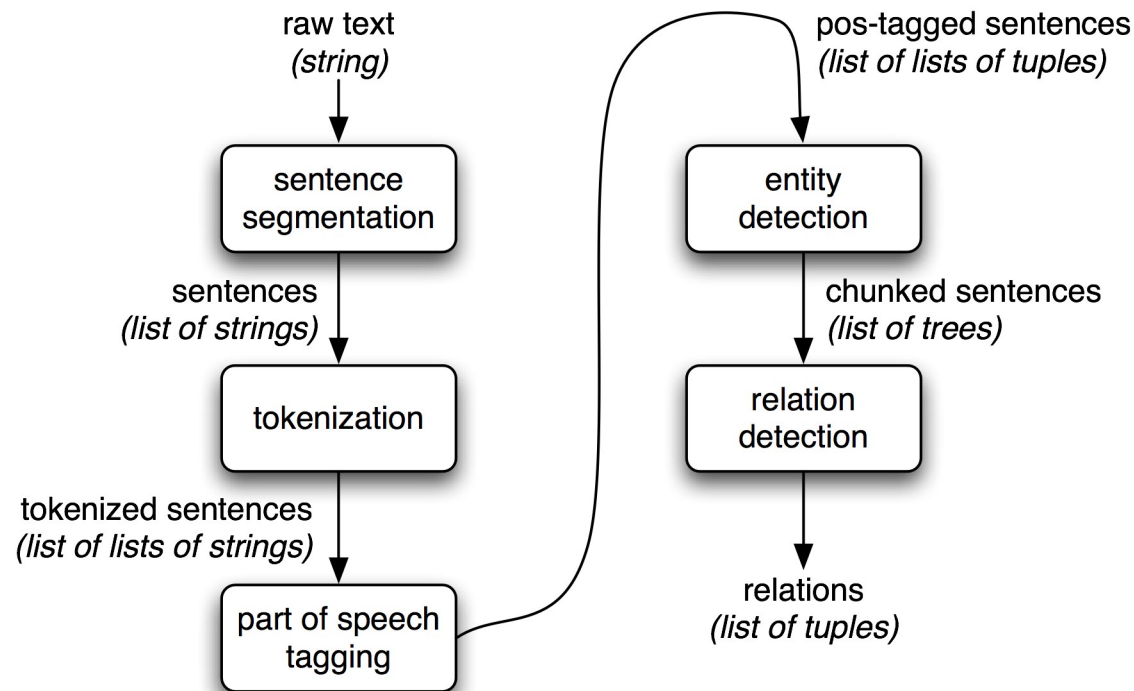 raw text
(string)
sentence
segmentation
sentences
(list of strings)
tokenization
tokenized sentences
(list of lists of strings)
part of speech
tagging
pos-tagged sentences
(list of lists of tuples)
entity
detection
chunked sentences
(list of trees)
relation
detection
relations
(list of tuples)